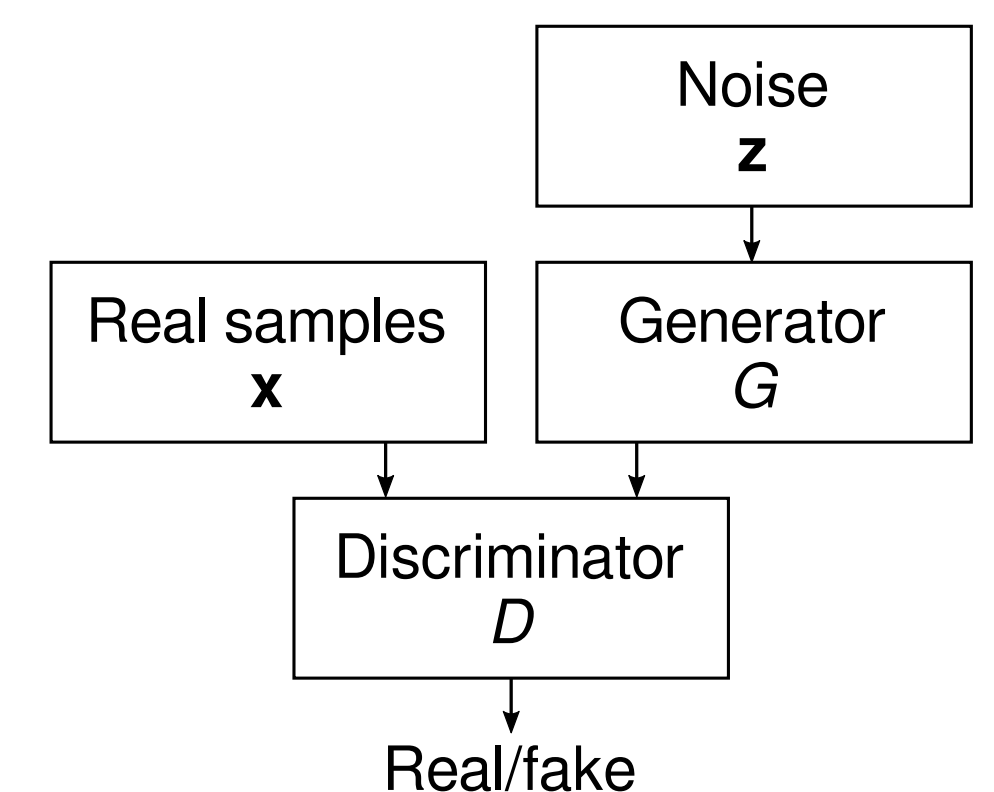 Noise
z
Real samples
x
Generator
G
Discriminator
D
Real/fake